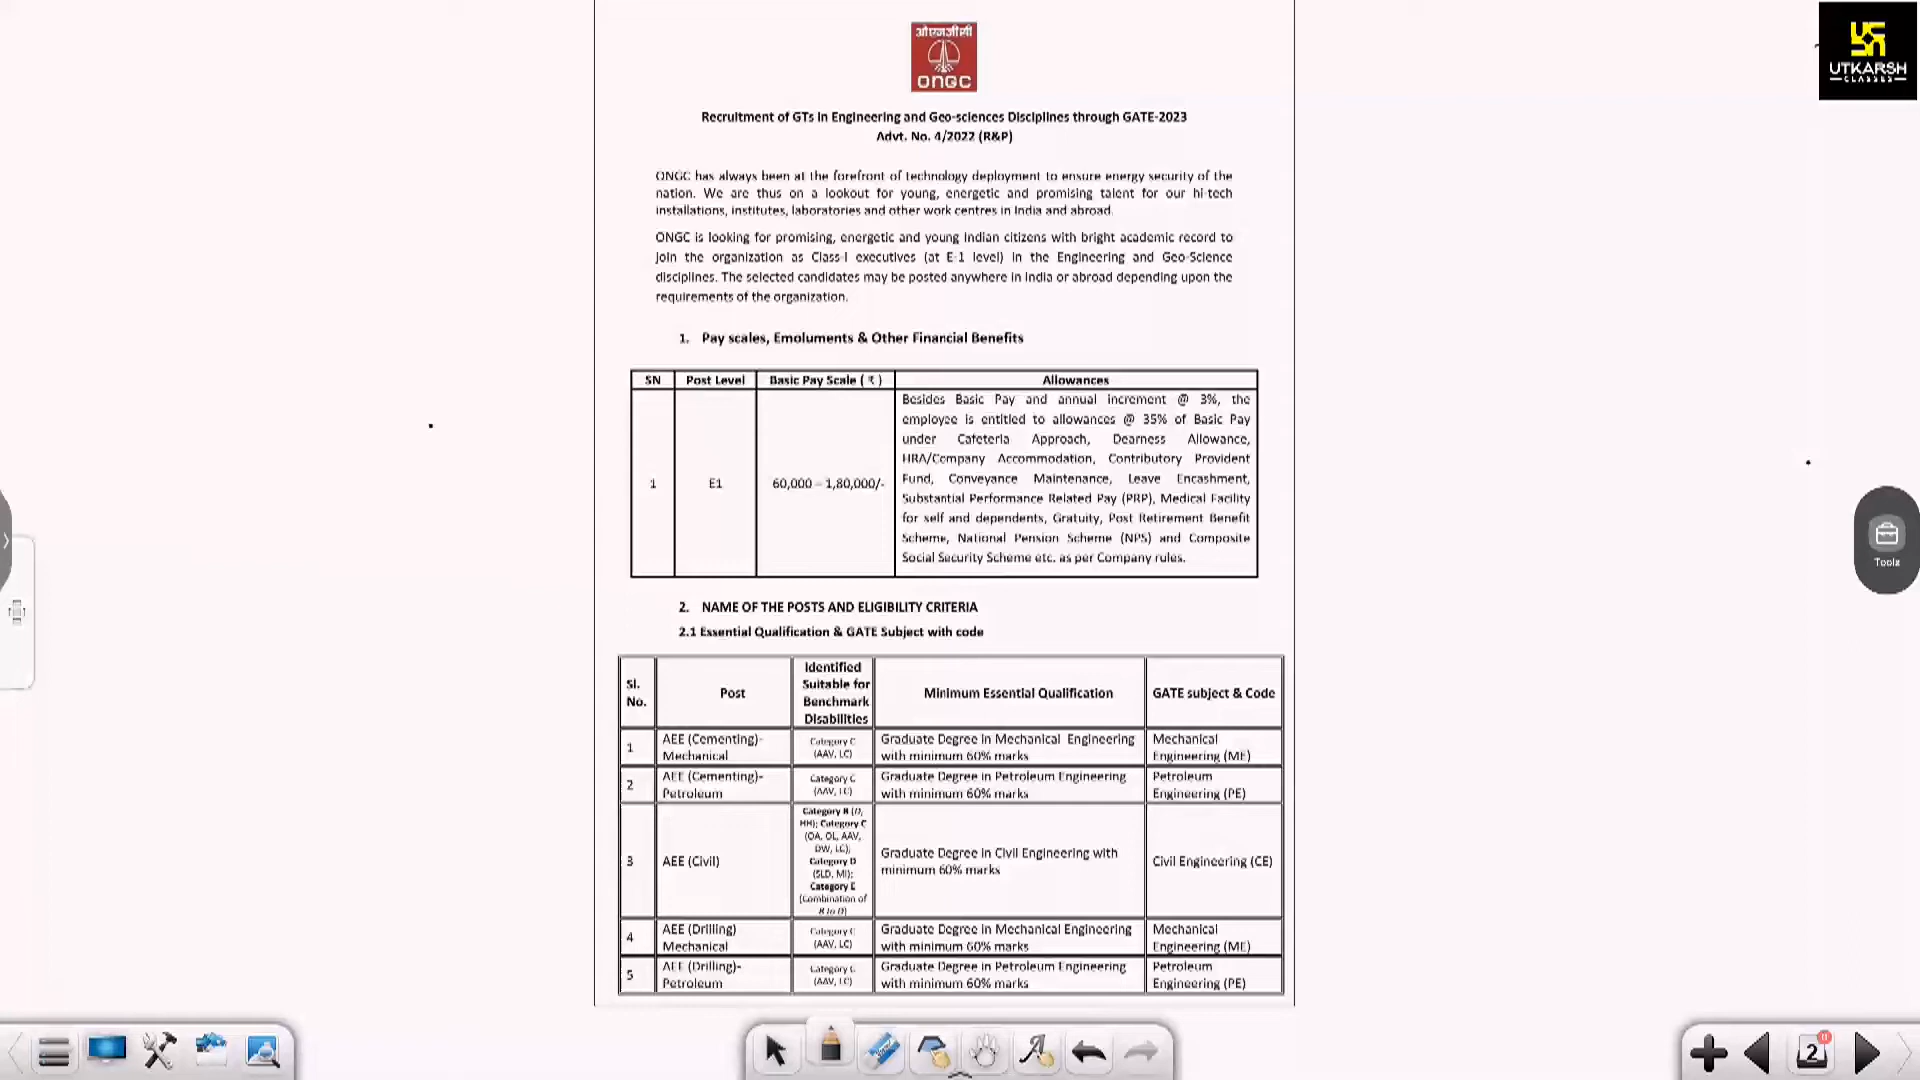 ओएनजीसी
ongc
UTKARSH
CLASSES
Recruitment of GTs in Engineering and Geo-sciences Disciplines through GATE-2023
Advt. No. 4/2022 (R&P)
ONGC has always been at the forefront of technology deployment to ensure energy security of the
nation. We are thus on a lookout for young, energetic and promising talent for our hi-tech
installations, institutes, laboratories and other work centres in India and abroad.
ONGC is looking for promising, energetic and young Indian citizens with bright academic record to
join the organization as Class-I executives (at E-1 level) in the Engineering and Geo-Science
disciplines. The selected candidates may be posted anywhere in India or abroad depending upon the
requirements of the organization.
1. Pay scales, Emoluments & Other Financial Benefits
SN Post Level Basic Pay Scale ( ₹ ) Allowances
1 E1 60,000 – 1,80,000/-
Besides Basic Pay and annual increment @ 3%, the
employee is entitled to allowances @ 35% of Basic Pay
under Cafeteria Approach, Dearness Allowance,
HRA/Company Accommodation, Contributory Provident
Fund, Conveyance Maintenance, Leave Encashment,
Substantial Performance Related Pay (PRP), Medical Facility
for self and dependents, Gratuity, Post Retirement Benefit
Scheme, National Pension Scheme (NPS) and Composite
Social Security Scheme etc. as per Company rules.
2. NAME OF THE POSTS AND ELIGIBILITY CRITERIA
2.1 Essential Qualification & GATE Subject with code
Sl.
No.
Post
Identified
Suitable for
Benchmark
Disabilities
Minimum Essential Qualification
GATE subject & Code
1
AEE (Cementing)-
Mechanical
Category C
(AAV, LC)
Graduate Degree in Mechanical Engineering
with minimum 60% marks
Mechanical
Engineering (ME)
2
AEE (Cementing)-
Petroleum
Category C
(AAV, LC)
Graduate Degree in Petroleum Engineering
with minimum 60% marks
Petroleum
Engineering (PE)
3
AEE (Civil)
Category B (D,
HH); Category C
(OA, OL, AAV,
DW, LC);
Category D
(SLD, MI);
Category E
(Combination of
B to D)
Graduate Degree in Civil Engineering with
minimum 60% marks
Civil Engineering (CE)
4
AEE (Drilling)
Mechanical
Category C
(AAV, LC)
Graduate Degree in Mechanical Engineering
with minimum 60% marks
Mechanical
Engineering (ME)
5
AEE (Drilling)-
Petroleum
Category C
(AAV, LC)
Graduate Degree in Petroleum Engineering
with minimum 60% marks
Petroleum
Engineering (PE)
Tools
2